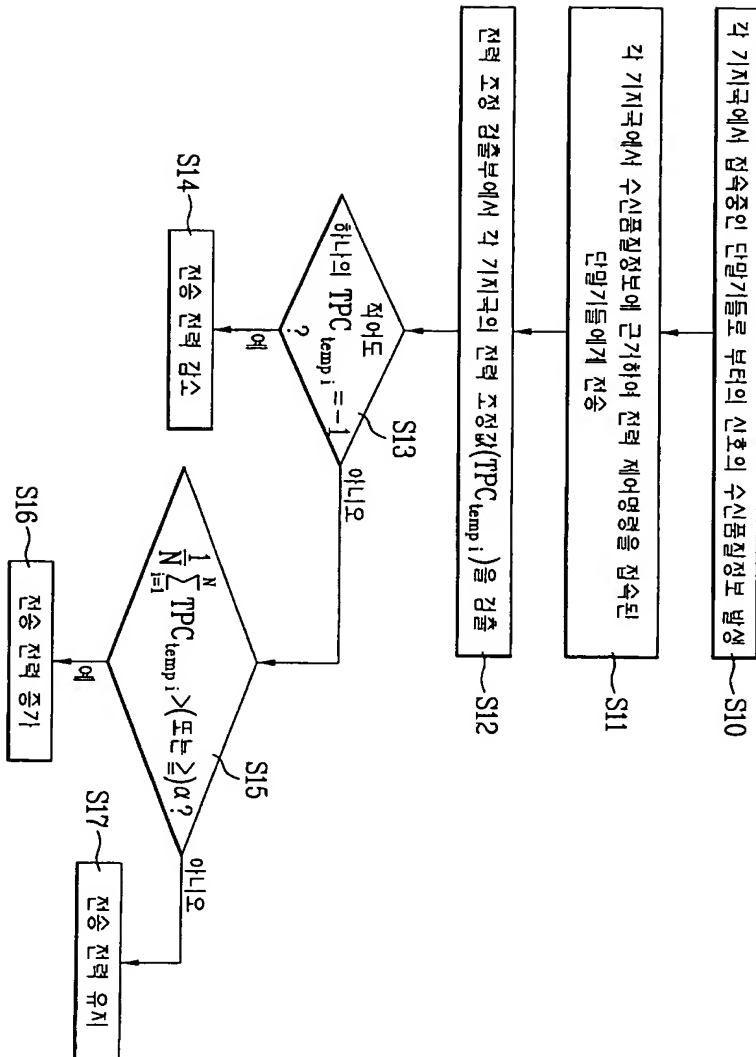 각 기지국에서 접속중인 단말기들로 부터의 신호의 수신품질정보 발생
S10
각 기지국에서 수신품질정보에 근거하여 전력 제어명령을 접속된
단말기들에게 전송
S11
전력 조정 검출부에서 각 기지국의 전력 조정값(TPC_temp i)을 검출
S12
적어도
하나의 TPC_temp i = -1
?
S13
아니요
예
S14
전송 전력 감소
1/N ∑_{i=1}^{N} TPC_temp i >(또는≧)α?
S15
아니요
예
S16
전송 전력 증가
S17
전송 전력 유지